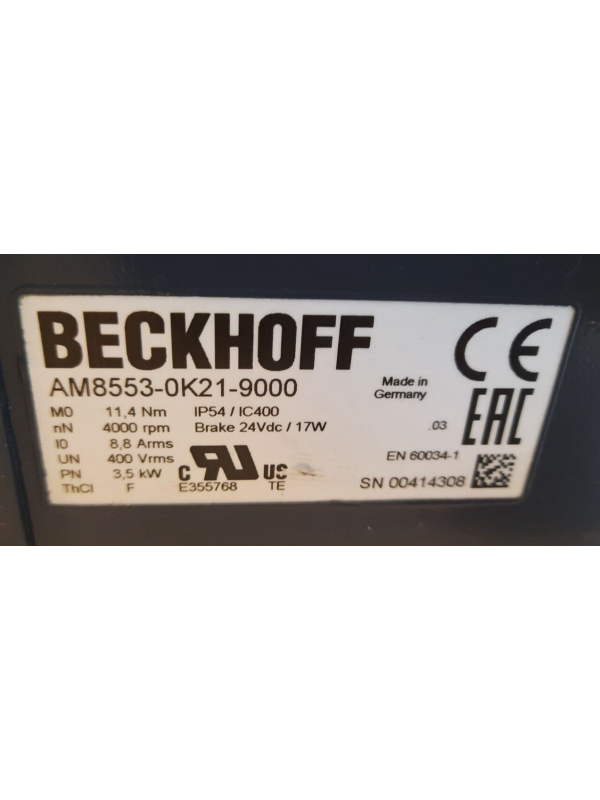 BECKHOFF
CE
AM8553-0K21-9000
Made in
Germany
M0 11,4 Nm IP54 / IC400
nN 4000 rpm Brake 24Vdc / 17W .03
EAC
I0 8,8 Arms
UN 400 Vrms c RU US EN 60034-1
PN 3,5 kW
ThCl F E355768 TE SN 00414308